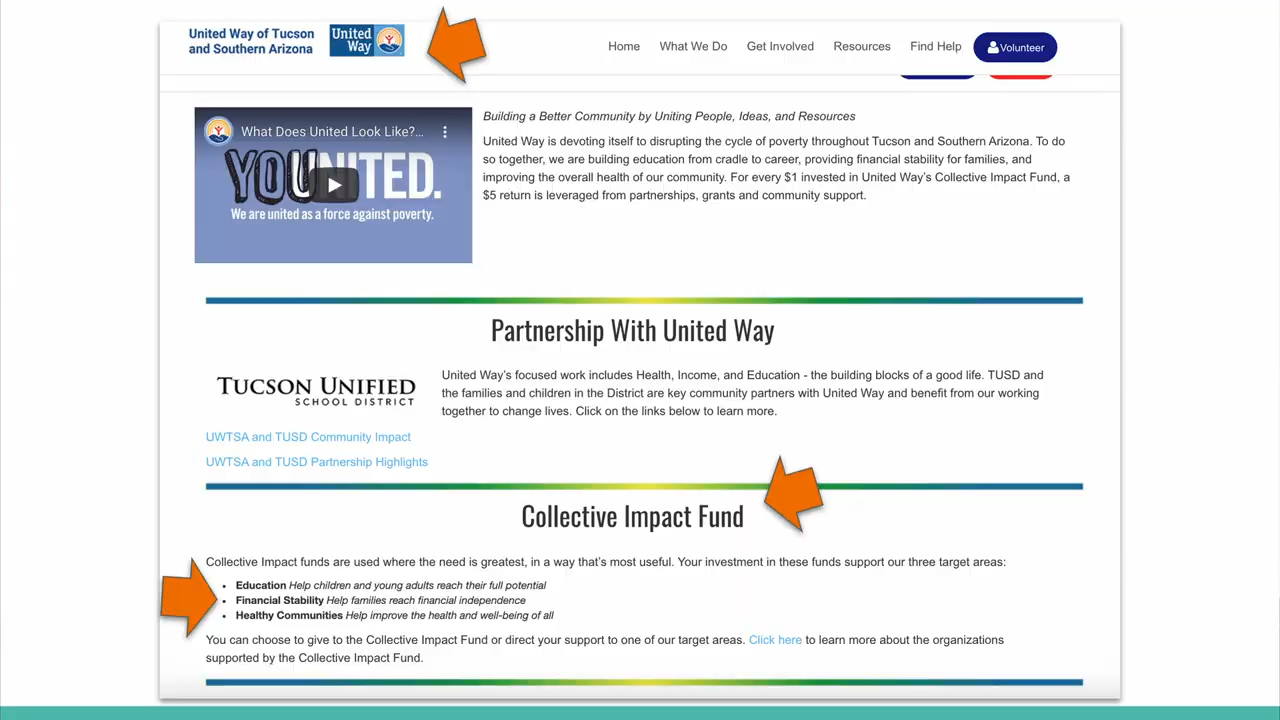 United Way of Tucson
and Southern Arizona
United
Way
Home What We Do Get Involved Resources Find Help Volunteer
What Does United Look Like?...
YOUNITED.
We are united as a force against poverty.
Building a Better Community by Uniting People, Ideas, and Resources
United Way is devoting itself to disrupting the cycle of poverty throughout Tucson and Southern Arizona. To do
so together, we are building education from cradle to career, providing financial stability for families, and
improving the overall health of our community. For every $1 invested in United Way's Collective Impact Fund, a
$5 return is leveraged from partnerships, grants and community support.
Partnership With United Way
TUCSON UNIFIED
SCHOOL DISTRICT
United Way's focused work includes Health, Income, and Education - the building blocks of a good life. TUSD and
the families and children in the District are key community partners with United Way and benefit from our working
together to change lives. Click on the links below to learn more.
UWTSA and TUSD Community Impact
UWTSA and TUSD Partnership Highlights
Collective Impact Fund
Collective Impact funds are used where the need is greatest, in a way that's most useful. Your investment in these funds support our three target areas:
• Education Help children and young adults reach their full potential
• Financial Stability Help families reach financial independence
• Healthy Communities Help improve the health and well-being of all
You can choose to give to the Collective Impact Fund or direct your support to one of our target areas. Click here to learn more about the organizations
supported by the Collective Impact Fund.